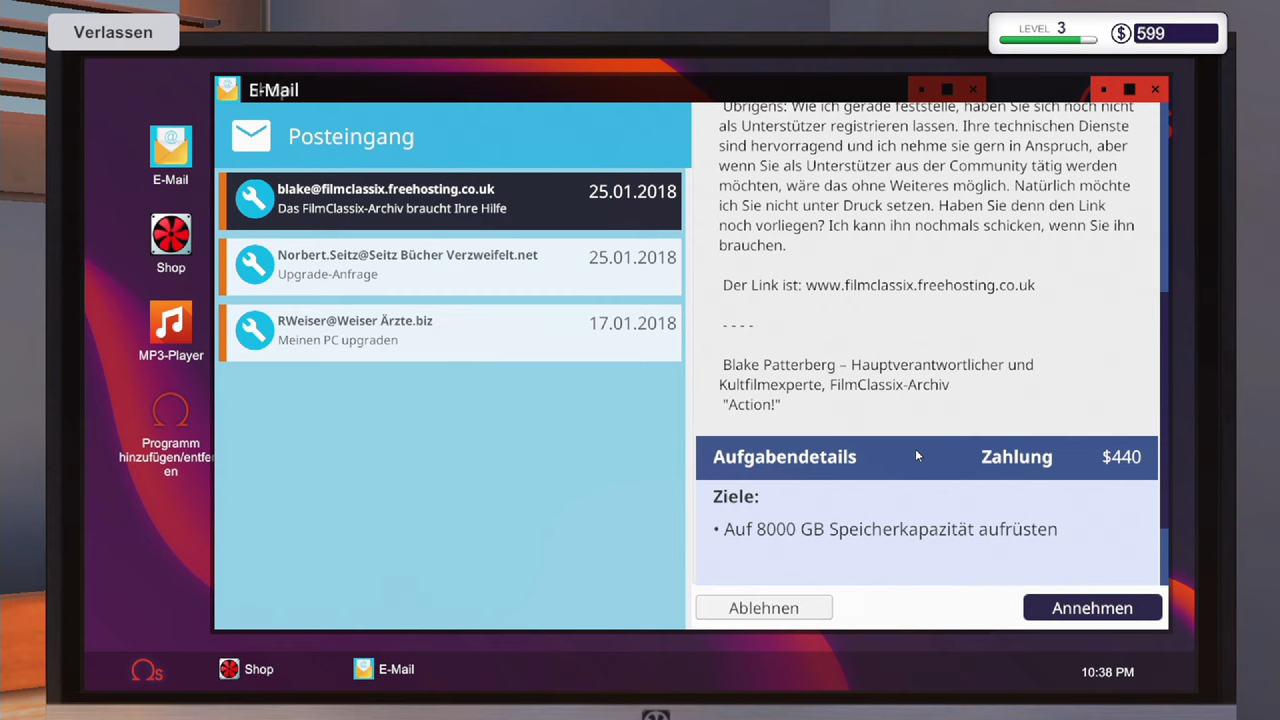 Verlassen
LEVEL 3
$ 599
E-Mail
Posteingang
blake@filmclassix.freehosting.co.uk
25.01.2018
Das FilmClassix-Archiv braucht Ihre Hilfe
Norbert.Seitz@Seitz Bücher Verzweifelt.net
25.01.2018
Upgrade-Anfrage
RWeiser@Weiser Ärzte.biz
17.01.2018
Meinen PC upgraden
Übrigens: Wie ich gerade feststelle, haben Sie sich noch nicht
als Unterstützer registrieren lassen. Ihre technischen Dienste
sind hervorragend und ich nehme sie gern in Anspruch, aber
wenn Sie als Unterstützer aus der Community tätig werden
möchten, wäre das ohne Weiteres möglich. Natürlich möchte
ich Sie nicht unter Druck setzen. Haben Sie denn den Link
noch vorliegen? Ich kann ihn nochmals schicken, wenn Sie ihn
brauchen.
Der Link ist: www.filmclassix.freehosting.co.uk
- - - -
Blake Patterberg – Hauptverantwortlicher und
Kultfilmexperte, FilmClassix-Archiv
"Action!"
Aufgabendetails
Zahlung
$440
Ziele:
• Auf 8000 GB Speicherkapazität aufrüsten
Ablehnen
Annehmen
E-Mail
Shop
MP3-Player
Programm
hinzufügen/entfer
en
Ωs
Shop
E-Mail
10:38 PM